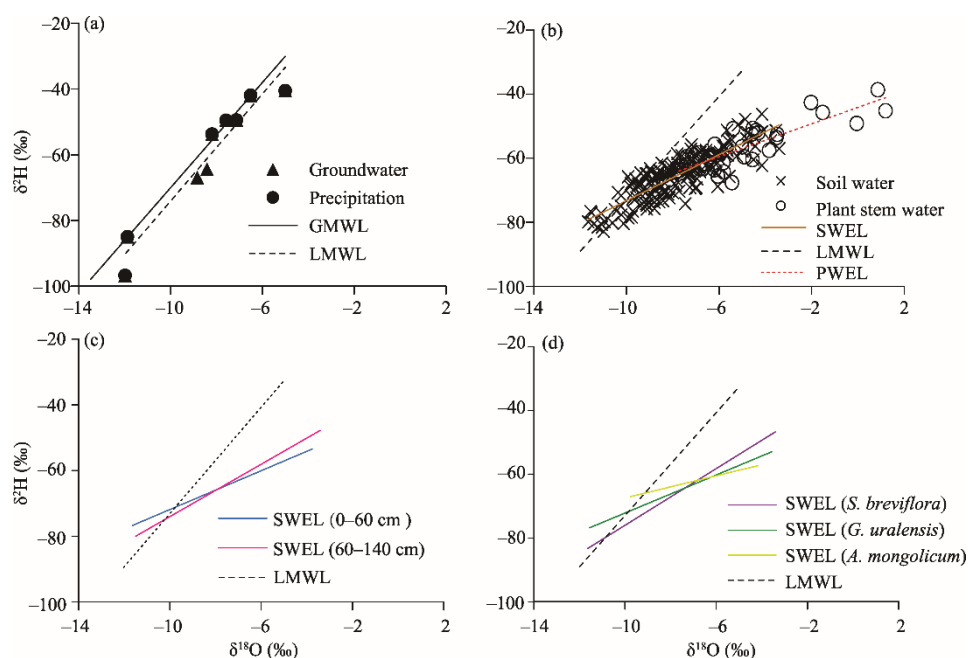 (a)
δ²H (‰)
−20
−40
−60
−80
−100
−14
−10
−6
−2
2
Groundwater
Precipitation
GMWL
LMWL
(b)
−20
−40
−60
−80
−100
−14
−10
−6
−2
2
Soil water
Plant stem water
SWEL
LMWL
PWEL
(c)
δ²H (‰)
−20
−40
−60
−80
−100
−14
−10
−6
−2
2
δ¹⁸O (‰)
SWEL (0–60 cm )
SWEL (60–140 cm)
LMWL
(d)
−20
−40
−60
−80
−100
−14
−10
−6
−2
2
δ¹⁸O (‰)
SWEL (S. breviflora)
SWEL (G. uralensis)
SWEL (A. mongolicum)
LMWL